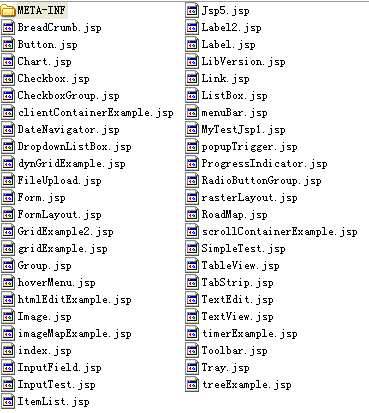 META-INF
BreadCrumb.jsp
Button.jsp
Chart.jsp
Checkbox.jsp
CheckboxGroup.jsp
clientContainerExample.jsp
DateNavigator.jsp
DropdownListBox.jsp
dynGridExample.jsp
FileUpload.jsp
Form.jsp
FormLayout.jsp
GridExample2.jsp
gridExample.jsp
Group.jsp
hoverMenu.jsp
htmlEditExample.jsp
Image.jsp
imageMapExample.jsp
index.jsp
InputField.jsp
InputTest.jsp
ItemList.jsp
Jsp5.jsp
Label2.jsp
Label.jsp
LibVersion.jsp
Link.jsp
ListBox.jsp
menuBar.jsp
MyTestJsp1.jsp
popupTrigger.jsp
ProgressIndicator.jsp
RadioButtonGroup.jsp
rasterLayout.jsp
RoadMap.jsp
scrollContainerExample.jsp
SimpleTest.jsp
TableView.jsp
TabStrip.jsp
TextEdit.jsp
TextView.jsp
timerExample.jsp
Toolbar.jsp
Tray.jsp
treeExample.jsp